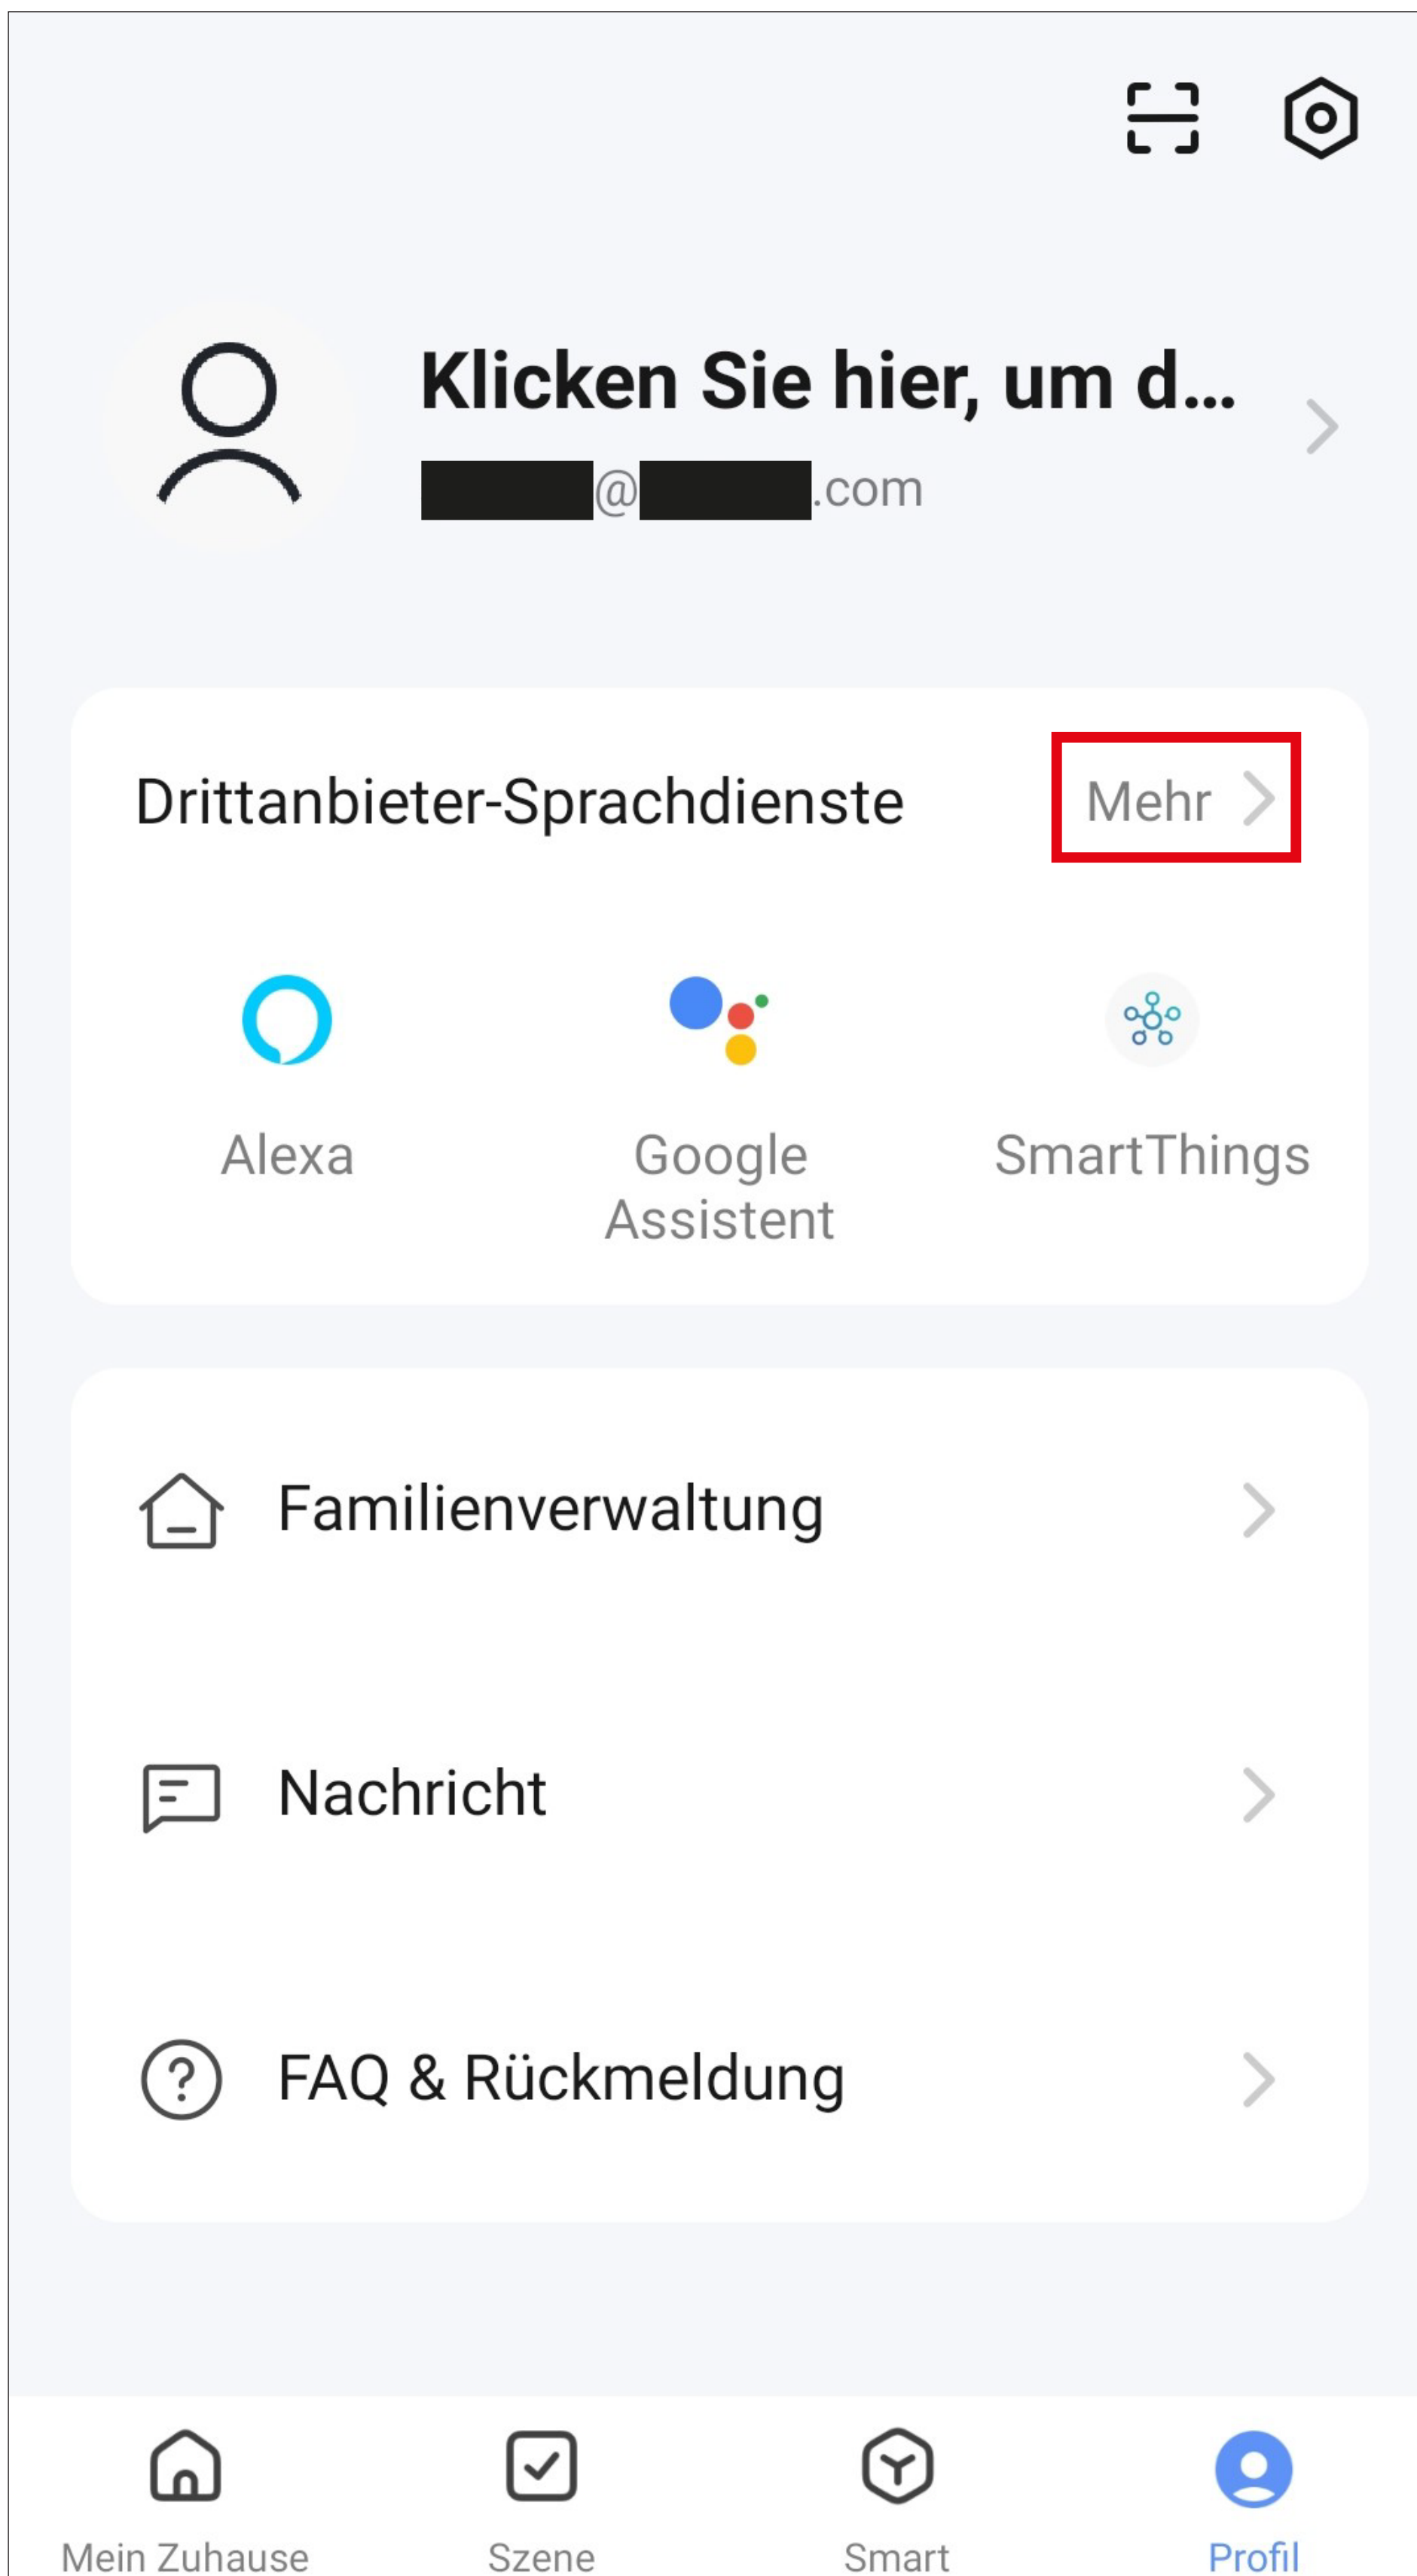 Klicken Sie hier, um d...
@ .com
Drittanbieter-Sprachdienste Mehr
Alexa
Google
Assistent
SmartThings
Familienverwaltung
Nachricht
FAQ & Rückmeldung
Mein Zuhause Szene Smart Profil